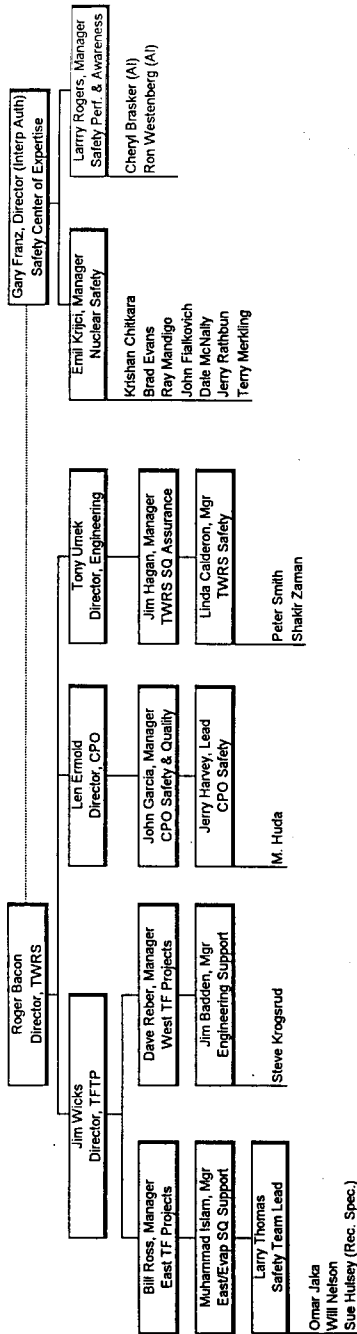 Roger Bacon
Director, TWRS
Gary Franz, Director (Interp Auth)
Safety Center of Expertise
Jim Wicks
Director, TFTP
Len Ermold
Director, CPO
Tony Umek
Director, Engineering
Emil Krijci, Manager
Nuclear Safety
Larrry Rogers, Manager
Safety Perf. & Awareness
Bill Ross, Manager
East TF Projects
Dave Reber, Manager
West TF Projects
John Garcia, Manager
CPO Safety & Quality
Jim Hagan, Manager
TWRS SQ Assurance
Krishan Chitkara
Brad Evans
Ray Mandigo
John Fialkovich
Dale McNally
Jerry Rathbun
Terry Merkling
Cheryl Brasker (AI)
Ron Westenberg (AI)
Muhammad Islam, Mgr
East/Evap SQ Support
Jim Badden, Mgr
Engineering Support
Jerry Harvey, Lead
CPO Safety
Linda Calderon, Mgr
TWRS Safety
Larry Thomas
Safety Team Lead
Steve Krogsrud
M. Huda
Peter Smith
Shakir Zaman
Omar Jaka
Will Nelson
Sue Hulsey (Rec. Spec.)